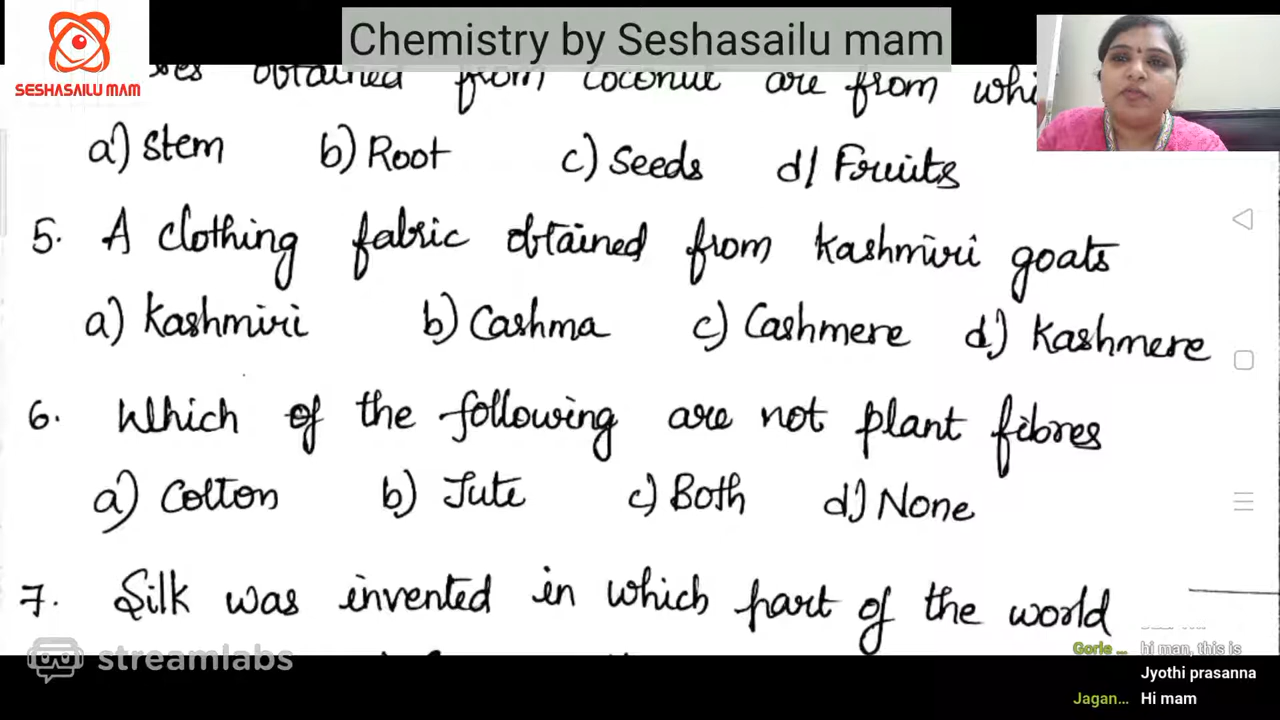 Chemistry by Seshasailu mam
SESHASAILU MAM
obtained from coconut are from
a) Stem b) Root c) Seeds d) Fruits
5. A clothing fabric obtained from kashmiri goats
a) kashmiri b) Cashma c) Cashmere d) Kashmere
6. Which of the following are not plant fibres
a) Cotton b) Jute c) Both d) None
7. Silk was invented in which part of the world
streamlabs
Gorle ... hi man, this is
Jyothi prasanna
Jagan... Hi mam